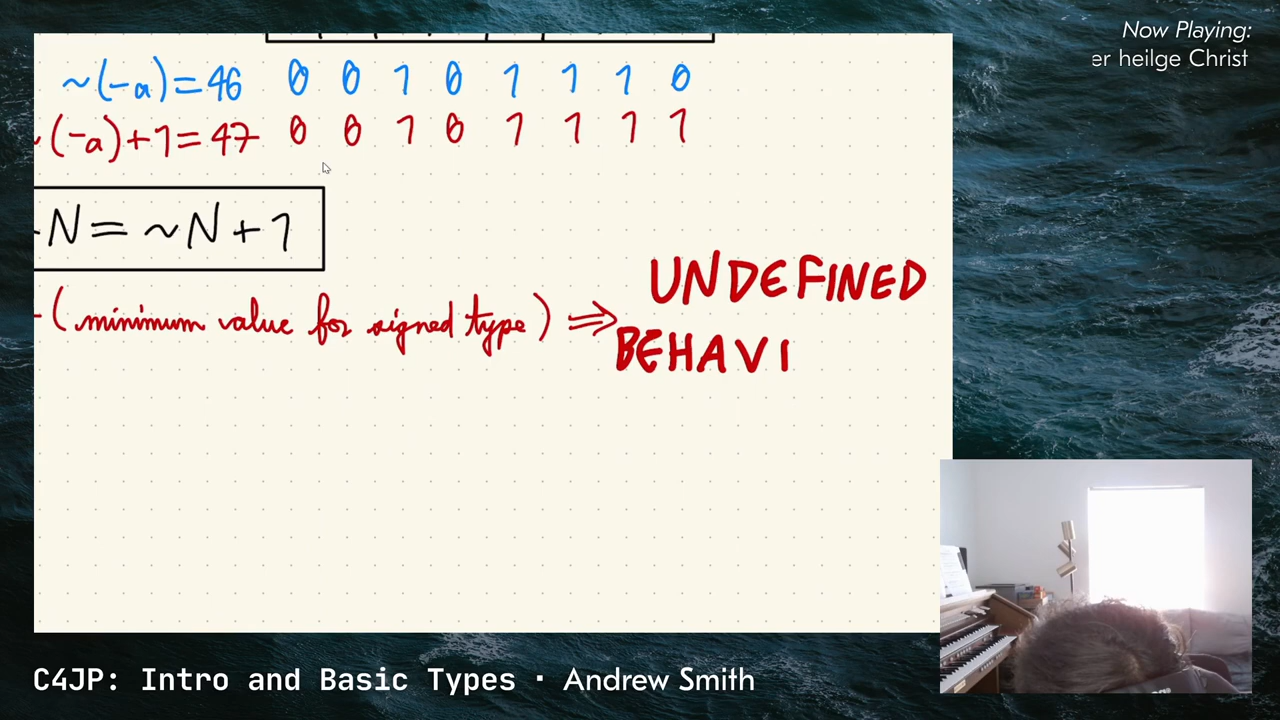 Now Playing:
er heilge Christ
~(-a)=46 0 0 1 0 1 1 1 0
(-a)+1=47 0 0 1 0 1 1 1 1
-N=~N+1
-(minimum value for signed type) ⇒ UNDEFINED
BEHAVI
C4JP: Intro and Basic Types · Andrew Smith